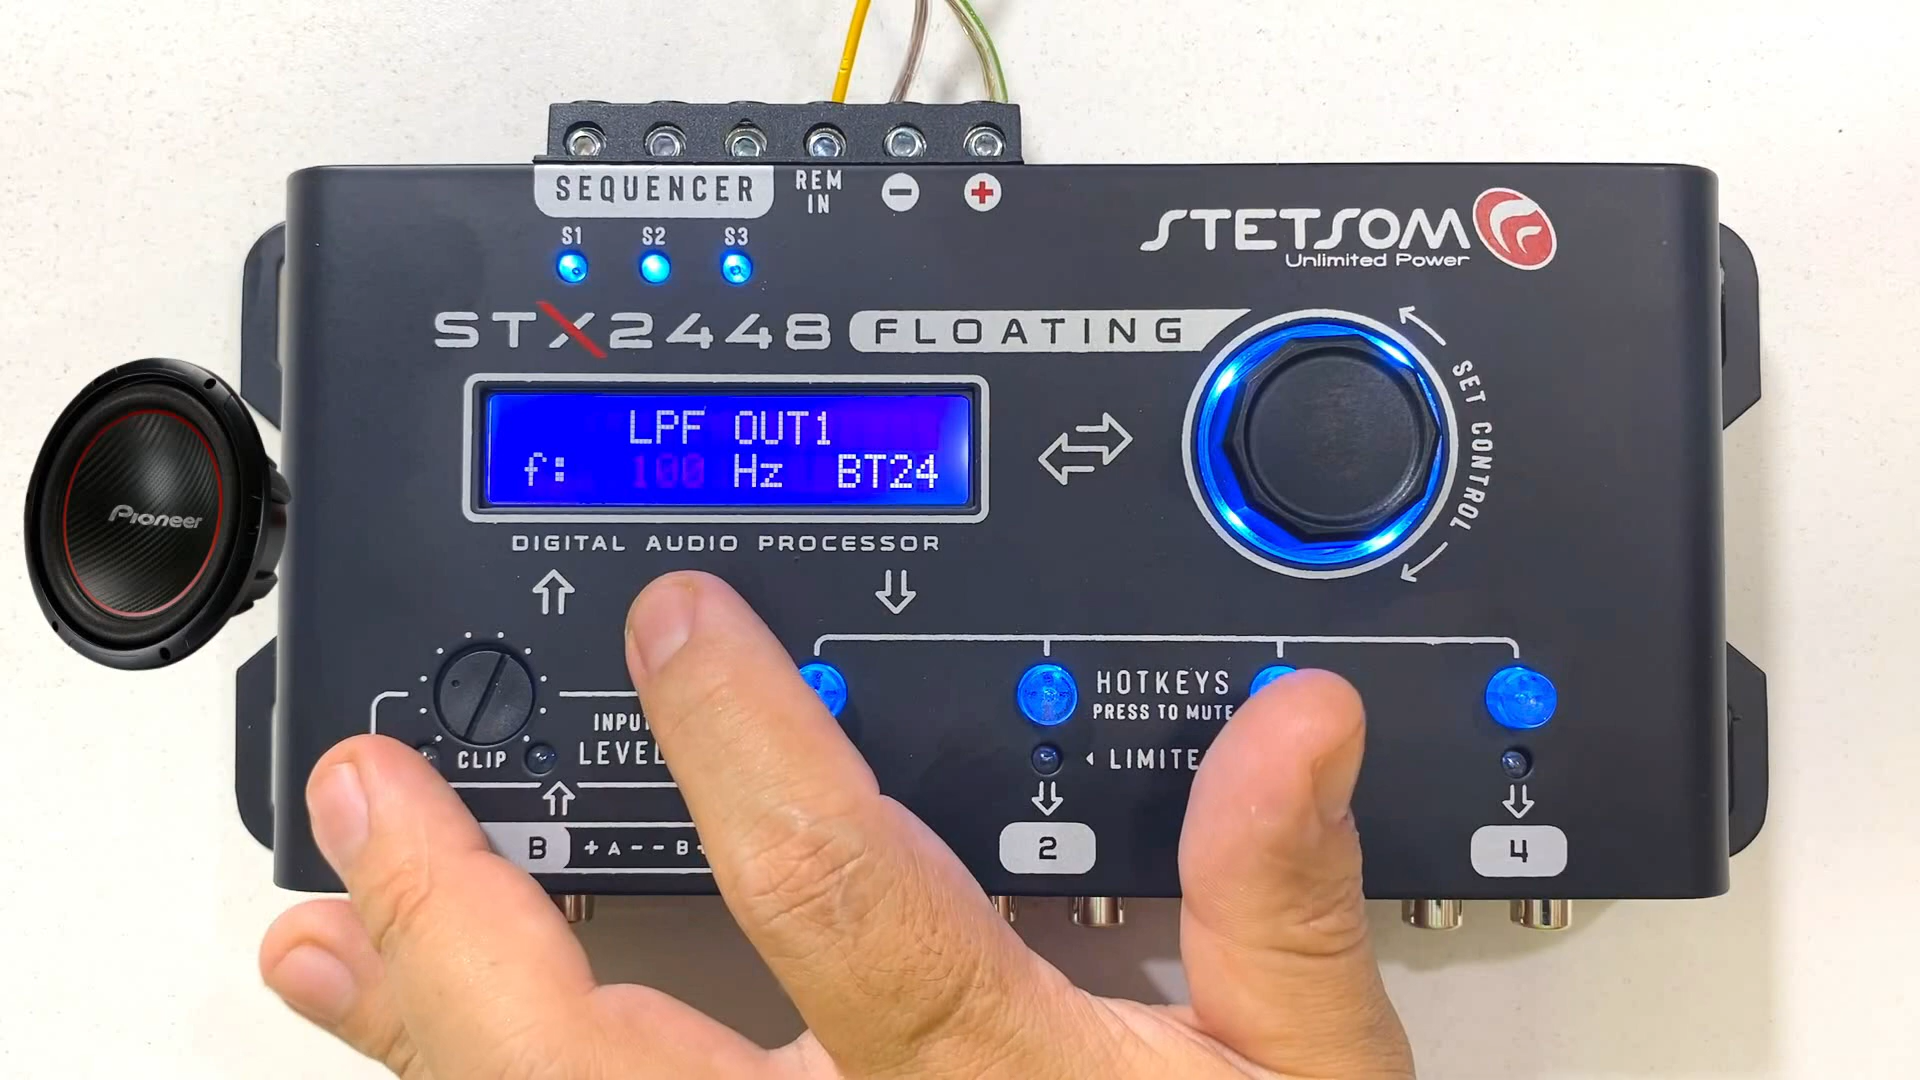 SEQUENCER
REM
IN
S1 S2 S3
STETSOM
Unlimited Power
STX2448 FLOATING
SET CONTROL
LPF OUT1
f: 100 Hz BT24
Pioneer
DIGITAL AUDIO PROCESSOR
HOTKEYS
PRESS TO MUTE
CLIP
LEVEL
B +A--B
2
4